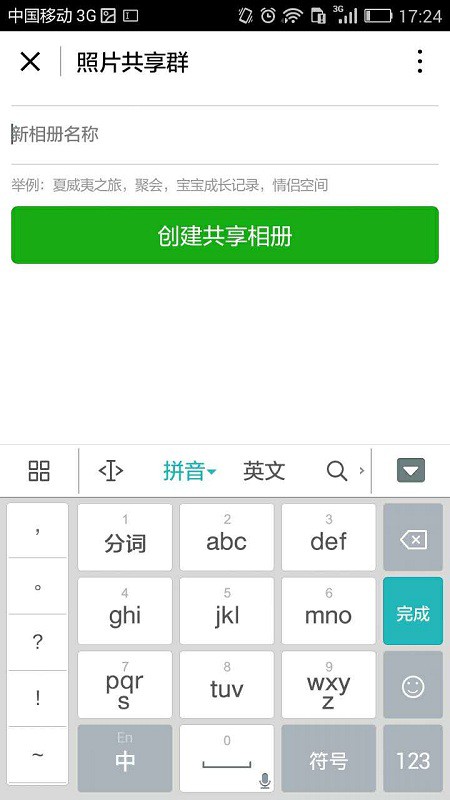 中国移动 3G 3G 17:24
照片共享群
新相册名称
举例：夏威夷之旅，聚会，宝宝成长记录，情侣空间
创建共享相册
拼音 英文
， 1 2 3
分词 abc def
。 4 5 6
ghi jkl mno 完成
? 7 8 9
pqrs tuv wxyz
!
~ En 0
中 符号 123